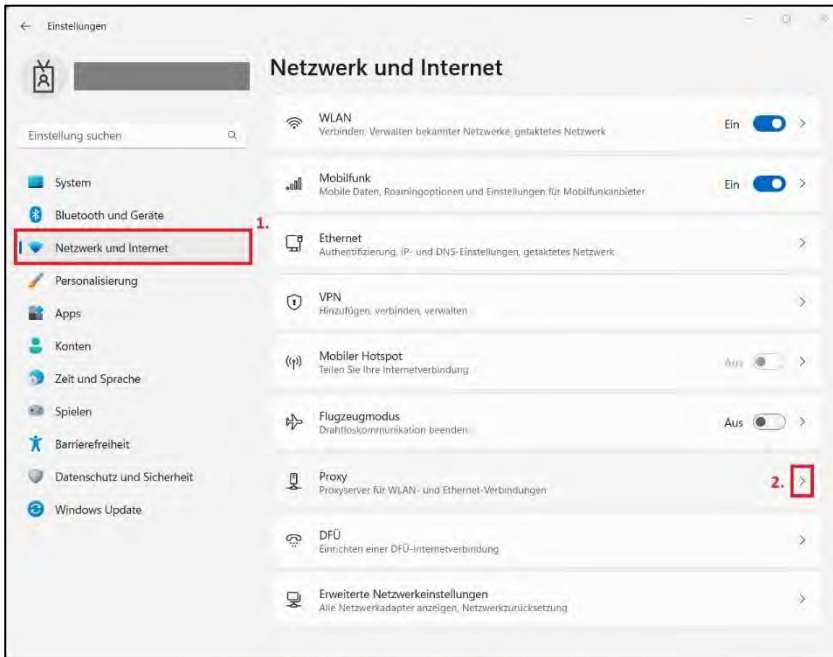 Einstellungen
Netzwerk und Internet
Einstellung suchen
System
Bluetooth und Geräte
1.
Netzwerk und Internet
Personalisierung
Apps
Konten
Zeit und Sprache
Spielen
Barrierefreiheit
Datenschutz und Sicherheit
Windows Update
WLAN
Verbinden, Verwalten bekannter Netzwerke, getaktetes Netzwerk
Ein
Mobilfunk
Mobile Daten, Roamingoptionen und Einstellungen für Mobilfunkanbieter
Ein
Ethernet
Authentifizierung, IP- und DNS-Einstellungen, getaktetes Netzwerk
VPN
Hinzufügen, verbinden, verwalten
Mobiler Hotspot
Teilen Sie Ihre Internetverbindung
Aus
Flugzeugmodus
Drahtloskommunikation beenden
Aus
Proxy
Proxyserver für WLAN- und Ethernet-Verbindungen
2.
DFÜ
Einrichten einer DFÜ-Internetverbindung
Erweiterte Netzwerkeinstellungen
Alle Netzwerkadapter anzeigen, Netzwerkzurücksetzung